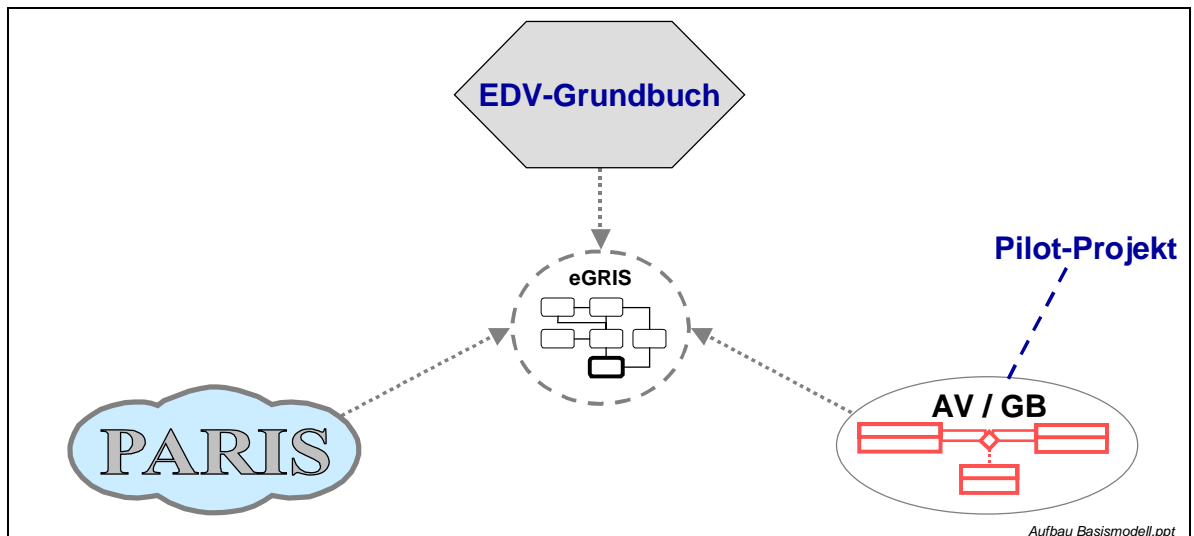 EDV-Grundbuch
Pilot-Projekt
eGRIS
AV / GB
PARIS
Aufbau Basismodell.ppt